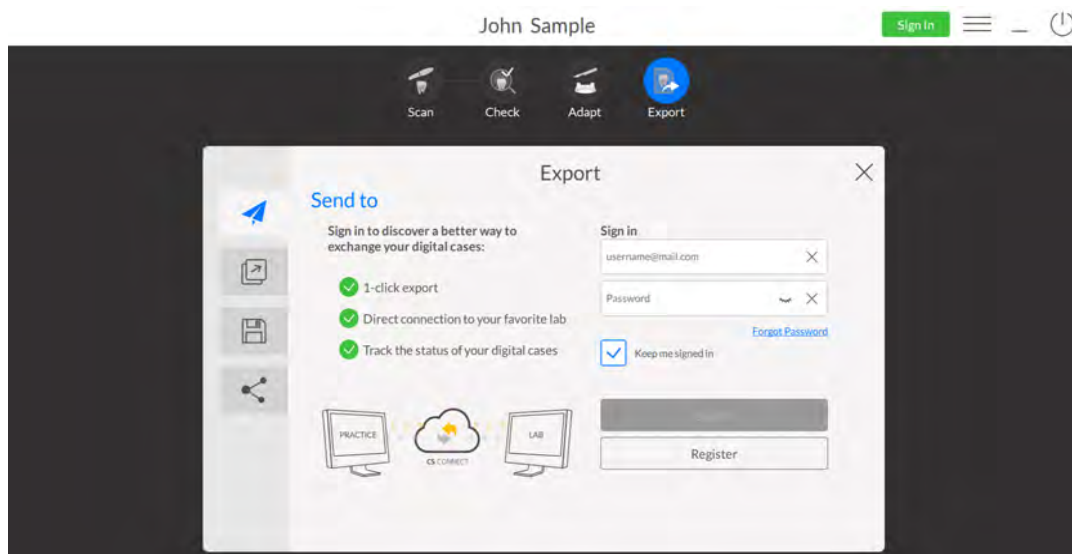 John Sample
Sign In
Scan
Check
Adapt
Export
Export
Send to
Sign in to discover a better way to
exchange your digital cases:
1-click export
Direct connection to your favorite lab
Track the status of your digital cases
PRACTICE
CS CONNECT
LAB
Sign in
username@mail.com
Password
Forgot Password
Keep me signed in
Register